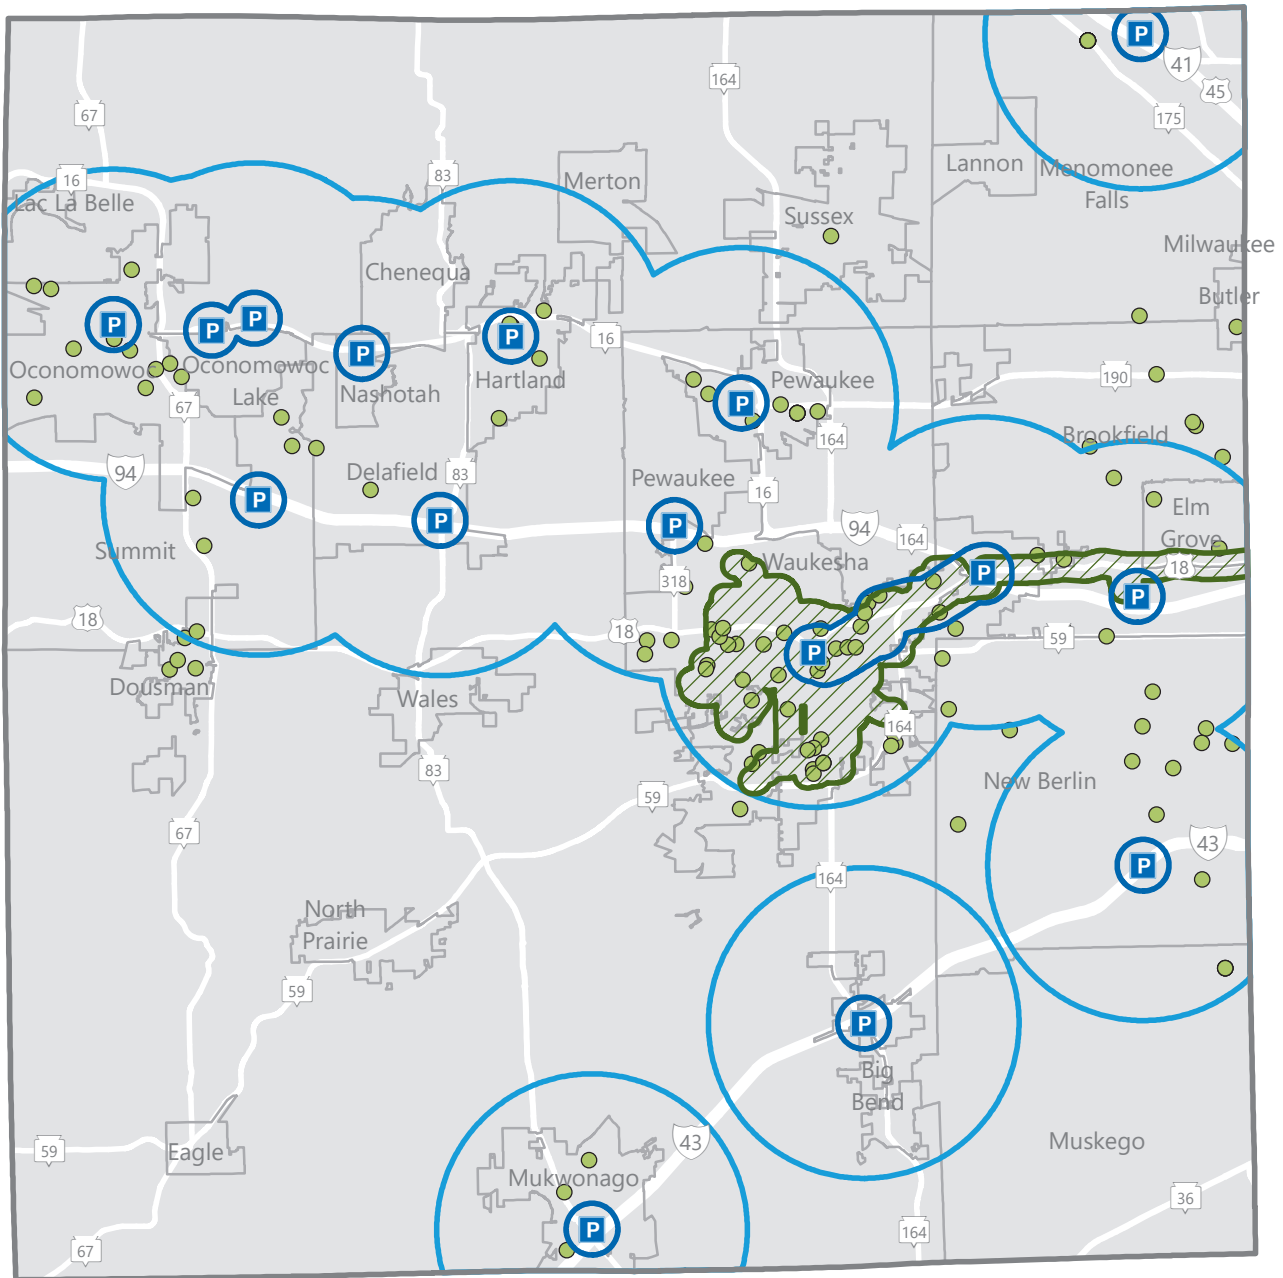 P
41
164
45
67
175
Lannon
Menomonee
Falls
16
83
Merton
Lac La Belle
Sussex
Milwaukee
Chenequa
Butler
P
P
P
P
P
16
Oconomowoc
Oconomowoc
Lake
Nashotah
Hartland
Pewaukee
190
67
P
164
Brookfield
94
Delafield
83
Pewaukee
16
P
P
P
94
164
Elm
Grove
Summit
Waukesha
18
P
318
P
18
18
59
P
Dousman
Wales
164
83
59
New Berlin
67
43
P
164
North
Prairie
59
P
Big
Bend
43
Muskego
59
Eagle
Mukwonago
36
P
164
67